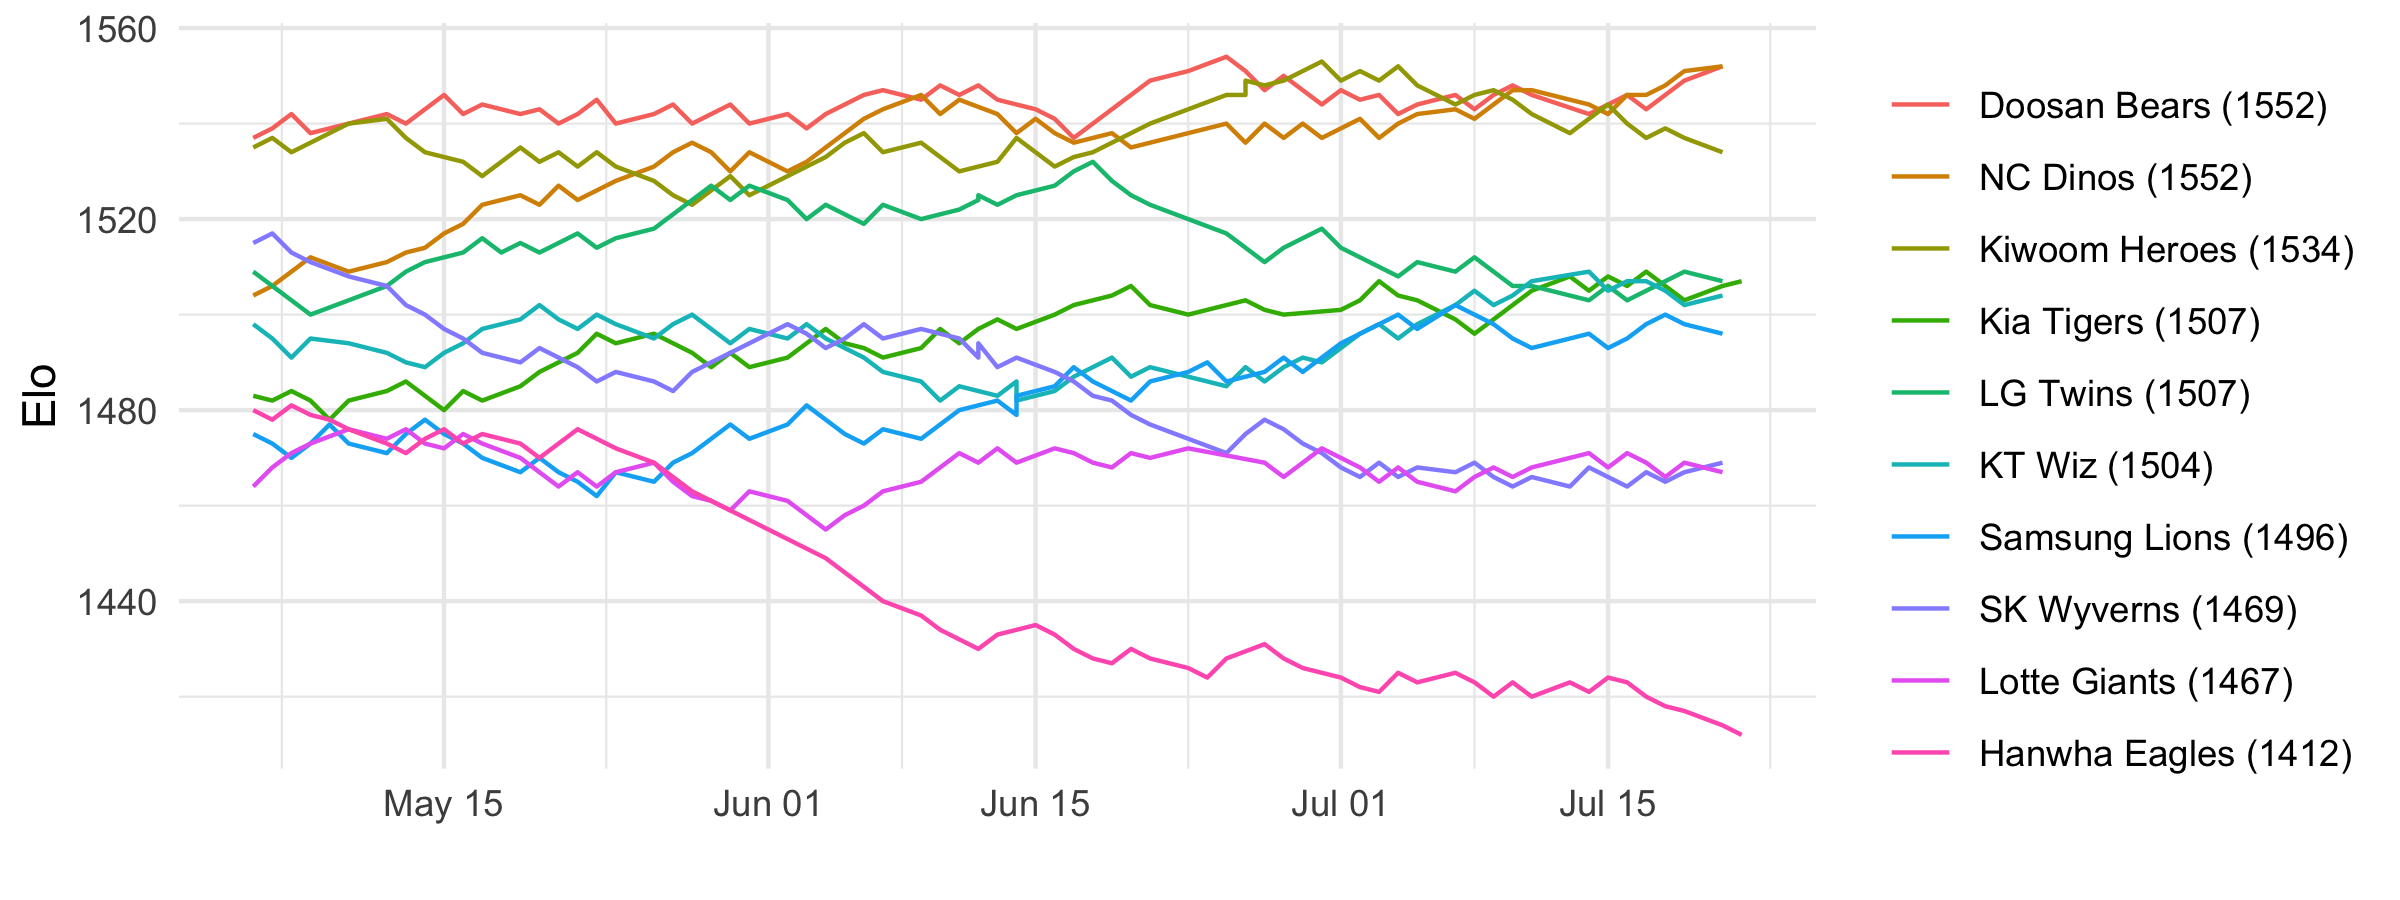 Elo
1560
1520
1480
1440
May 15
Jun 01
Jun 15
Jul 01
Jul 15
Doosan Bears (1552)
NC Dinos (1552)
Kiwoom Heroes (1534)
Kia Tigers (1507)
LG Twins (1507)
KT Wiz (1504)
Samsung Lions (1496)
SK Wyverns (1469)
Lotte Giants (1467)
Hanwha Eagles (1412)